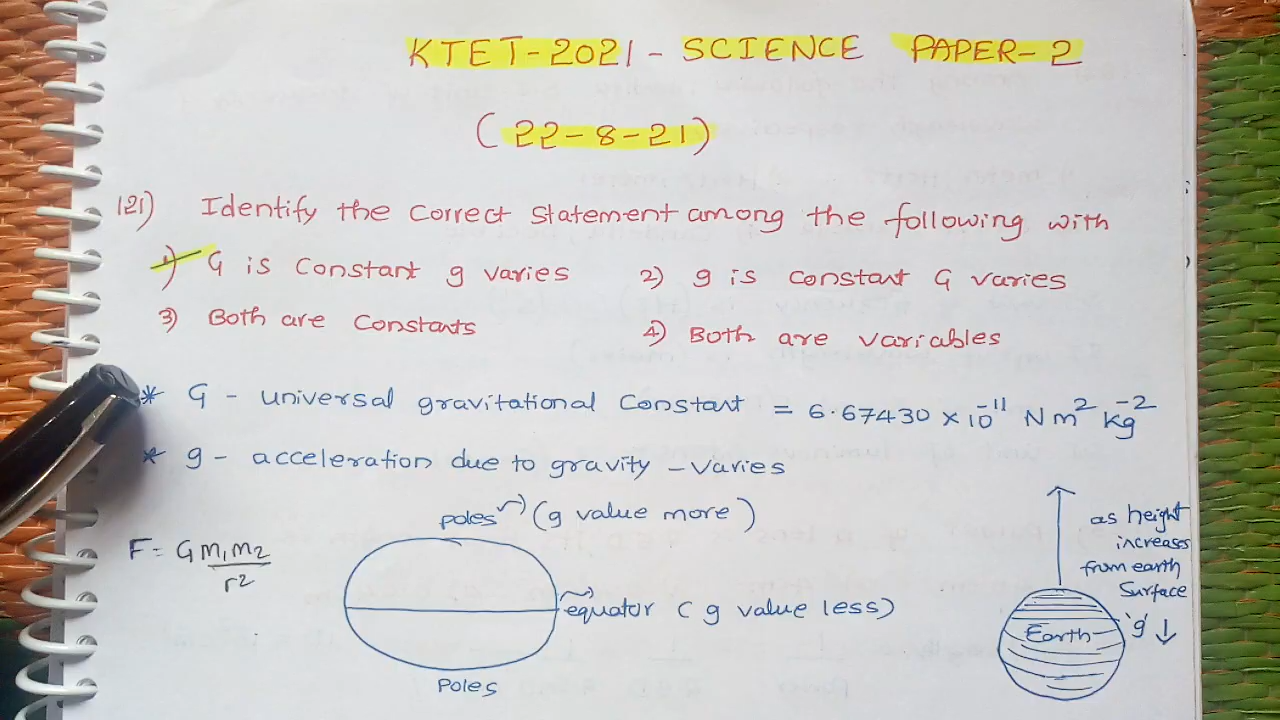 KTET-2021 - SCIENCE PAPER-2
(22-8-21)
121) Identify the correct statement among the following with
1) G is constant g varies
2) g is constant G varies
3) Both are constants
4) Both are variables
* G - universal gravitational constant = 6.67430 x 10⁻¹¹ N m² kg⁻²
* g - acceleration due to gravity - varies
poles (g value more)
F = G m₁ m₂
r²
equator (g value less)
Poles
as height
increases
from earth
surface
'g' ↓
Earth